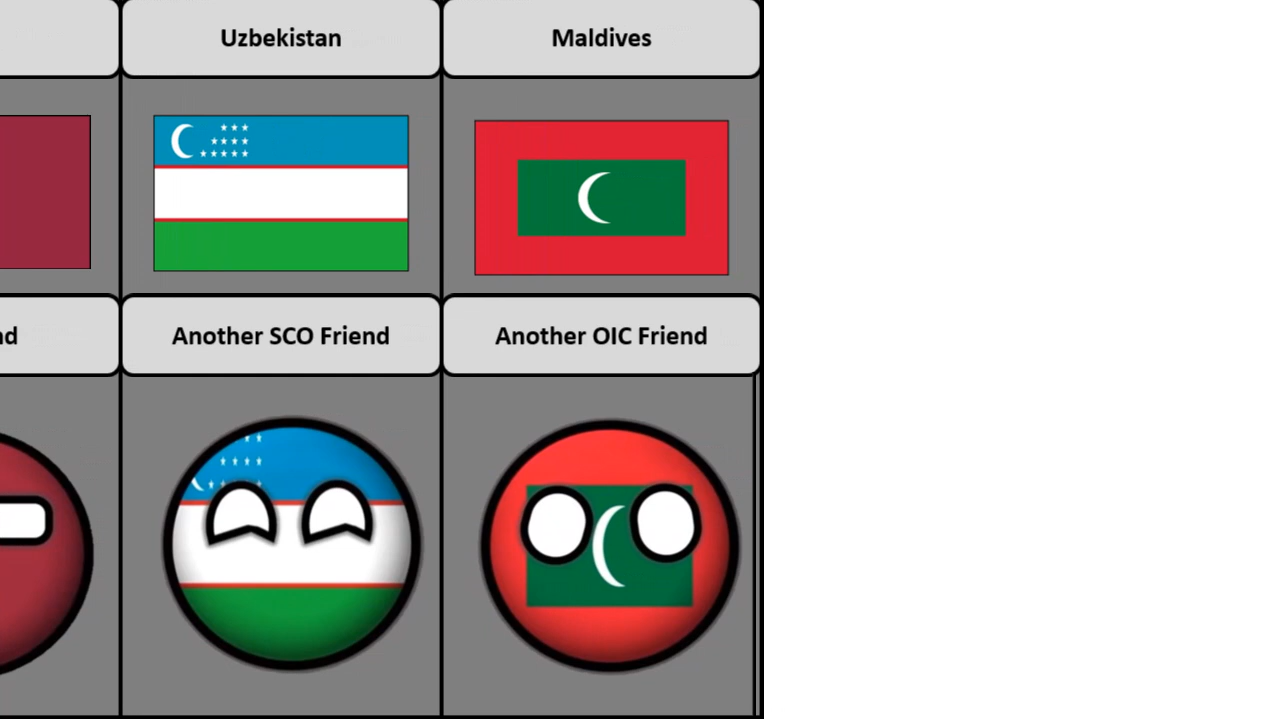 Uzbekistan
Maldives
Another SCO Friend
Another OIC Friend